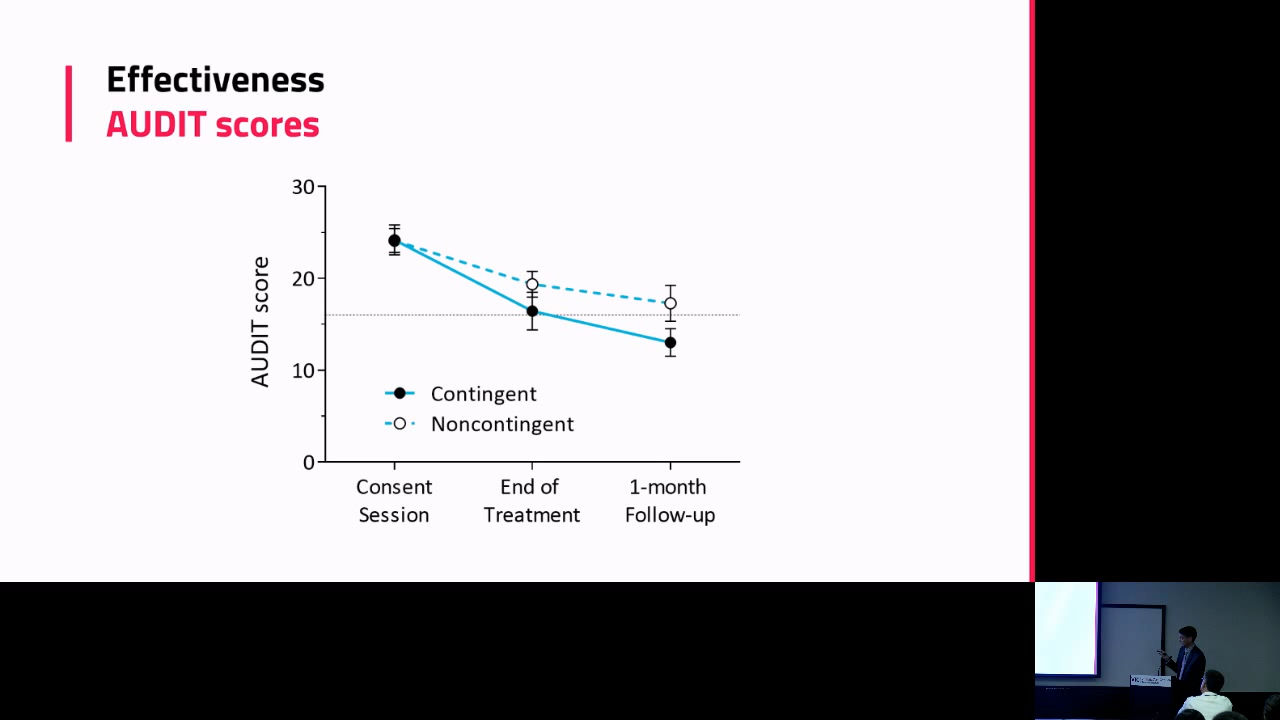 Effectiveness
AUDIT scores
30
20
10
0
AUDIT score
Contingent
Noncontingent
Consent
Session
End of
Treatment
1-month
Follow-up